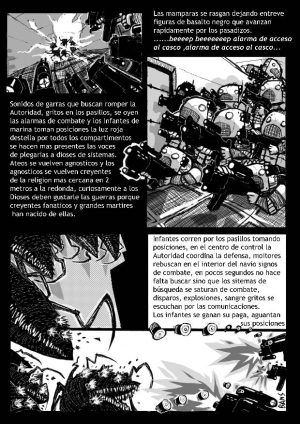 Las mamparas se rasgan dejando entreve
figuras de basalto negro que avanzan
rapidamente por los pasadizos.
......beeeep beeeeeeep alarma de acceso
al casco ,alarma de acceso al casco...
Sonidos de garras que buscan romper la
Autoridad, gritos en los pasillos, se oyen
las alarmas de combate y los infantes de
marina toman posiciones la luz roja
destella por todos los compartimentos
se hacen mas presentes las voces
de plegarias a dioses de sistemas.
Ateos se vuelven agnosticos y los
agnosticos se vuelven creyentes
de la religion mas cercana en 2
metros a la redonda, curiosamente a los
Dioses deben gustarle las guerras porque
creyentes fanaticos y grandes martires
han nacido de ellas.
infantes corren por los pasillos tomando
posiciones, en el centro de control la
Autoridad coordina la defensa, moitores
rebuscan en el interior del navio signos
de combate, en pocos segundos no hace
falta buscar sino que los sitemas de
búsqueda se saturan de combate,
disparos, explosiones, sangre gritos se
escuchan por las comunicaciones.
Los infantes se ganan su paga, aguantan
sus posiciones